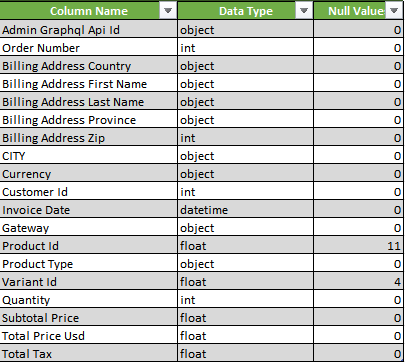 Column Name Data Type Null Value
Admin Graphql Api Id object 0
Order Number int 0
Billing Address Country object 0
Billing Address First Name object 0
Billing Address Last Name object 0
Billing Address Province object 0
Billing Address Zip int 0
CITY object 0
Currency object 0
Customer Id int 0
Invoice Date datetime 0
Gateway object 0
Product Id float 11
Product Type object 0
Variant Id float 4
Quantity int 0
Subtotal Price float 0
Total Price Usd float 0
Total Tax float 0